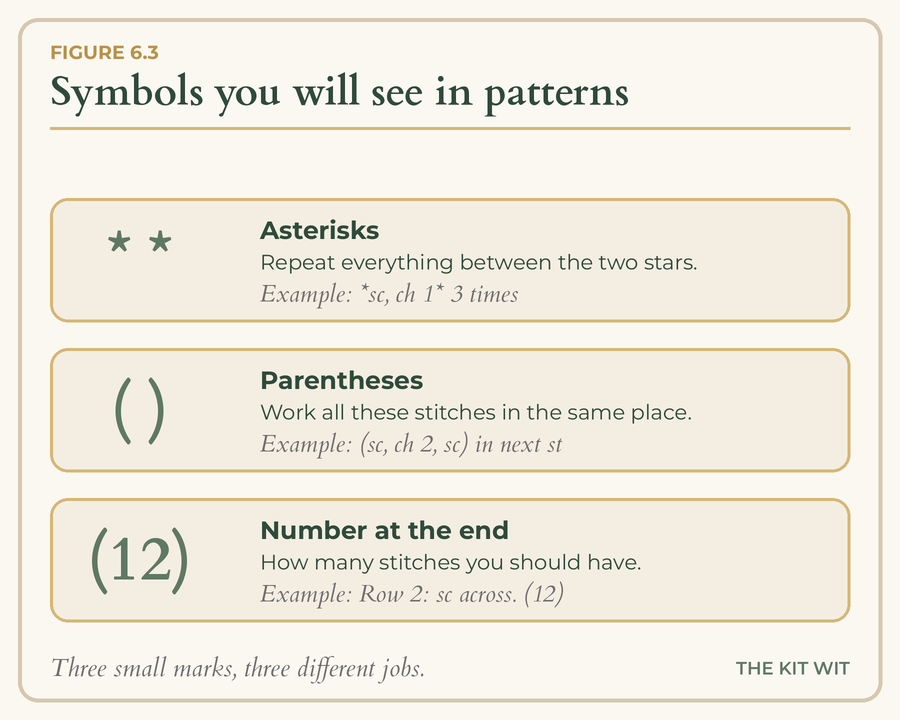 FIGURE 6.3
Symbols you will see in patterns
* *
Asterisks
Repeat everything between the two stars.
Example: *sc, ch 1* 3 times
( )
Parentheses
Work all these stitches in the same place.
Example: (sc, ch 2, sc) in next st
(12)
Number at the end
How many stitches you should have.
Example: Row 2: sc across. (12)
Three small marks, three different jobs.
THE KIT WIT